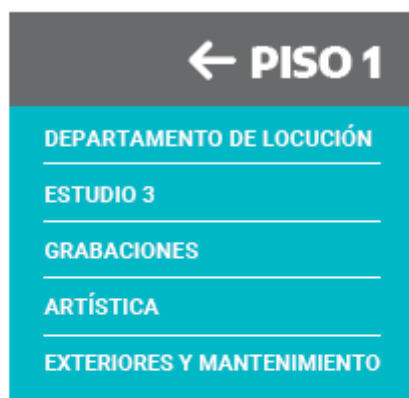 ← PISO 1
DEPARTAMENTO DE LOCUCIÓN
ESTUDIO 3
GRABACIONES
ARTÍSTICA
EXTERIORES Y MANTENIMIENTO